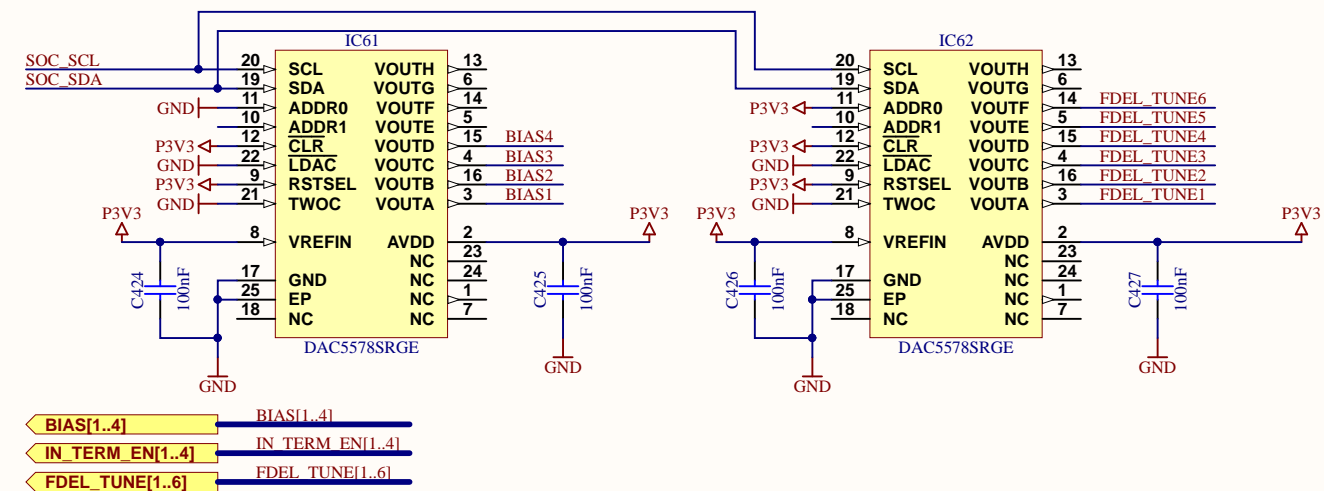 IC61
IC62
SOC_SCL 20 SCL VOUTH 13
SOC_SDA 19 SDA VOUTG 6
GND 11 ADDR0 VOUTF 14
10 ADDR1 VOUTE 5
P3V3 12 CLR VOUTD 15 BIAS4
GND 22 LDAC VOUTC 4 BIAS3
P3V3 9 RSTSEL VOUTB 16 BIAS2
GND 21 TWOC VOUTA 3 BIAS1
P3V3 8 VREFIN AVDD 2 P3V3
NC 23
17 GND NC 24
25 EP NC 1
18 NC NC 7
C424 100nF
C425 100nF
DAC5578SRGE
GND
GND
20 SCL VOUTH 13
19 SDA VOUTG 6
P3V3 11 ADDR0 VOUTF 14 FDEL_TUNE6
10 ADDR1 VOUTE 5 FDEL_TUNE5
P3V3 12 CLR VOUTD 15 FDEL_TUNE4
GND 22 LDAC VOUTC 4 FDEL_TUNE3
P3V3 9 RSTSEL VOUTB 16 FDEL_TUNE2
GND 21 TWOC VOUTA 3 FDEL_TUNE1
P3V3 8 VREFIN AVDD 2 P3V3
NC 23
17 GND NC 24
25 EP NC 1
18 NC NC 7
C426 100nF
C427 100nF
DAC5578SRGE
GND
GND
BIAS[1..4] BIAS[1..4]
IN_TERM_EN[1..4] IN_TERM_EN[1..4]
FDEL_TUNE[1..6] FDEL_TUNE[1..6]